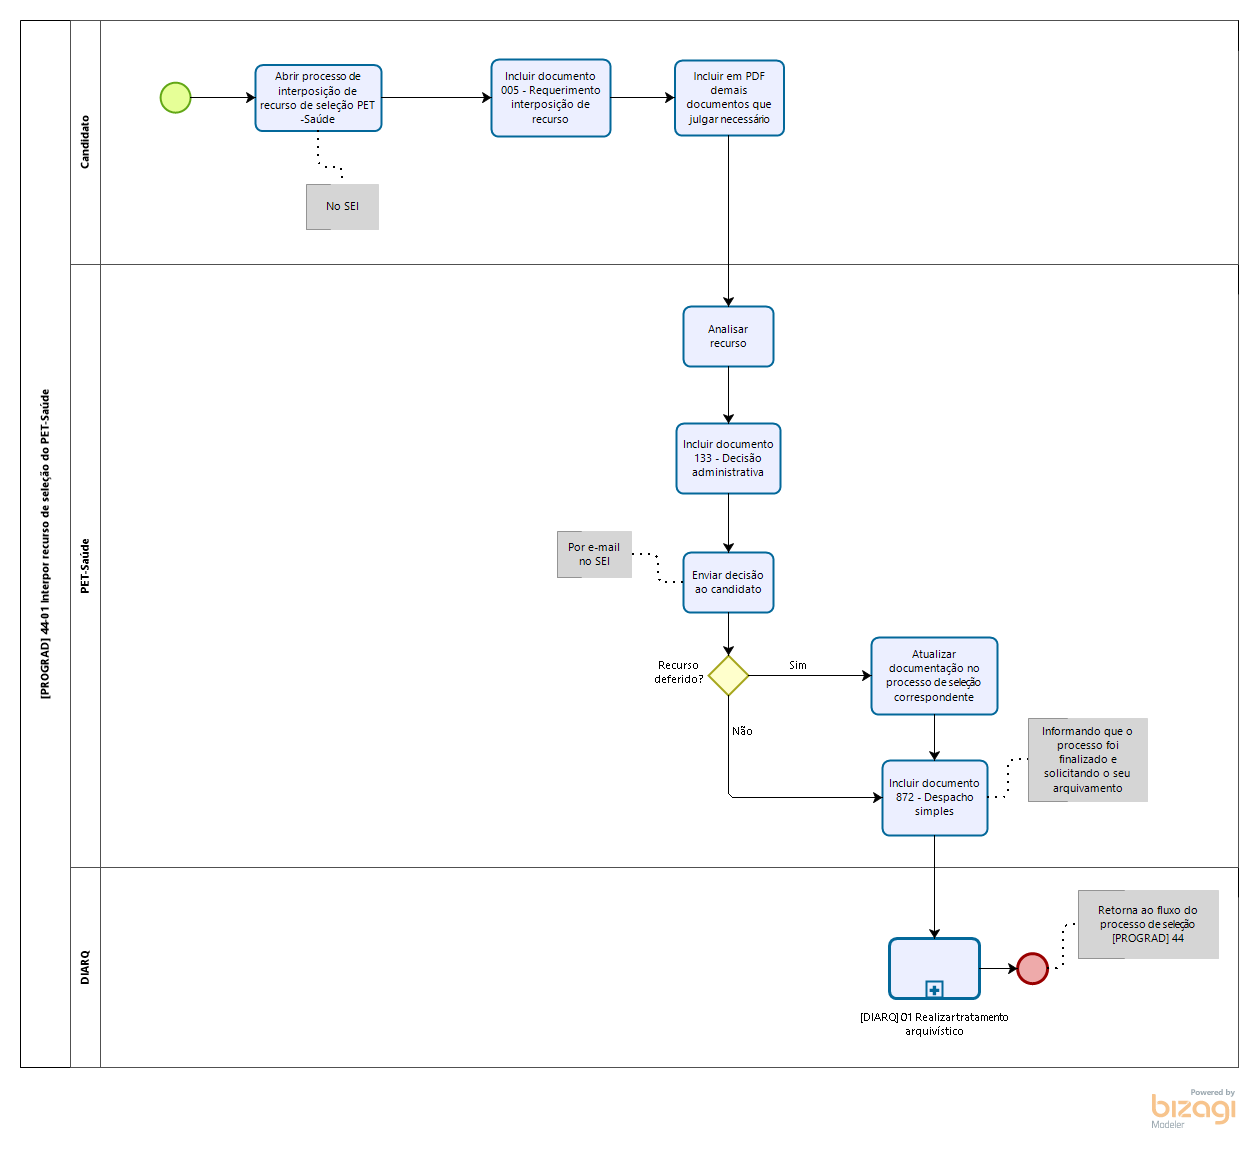 [PROGRAD] 44-01 Interpor recurso de seleção do PET-Saúde
Candidato
Abrir processo de
interposição de
recurso de seleção PET
-Saúde
Incluir documento
005 - Requerimento
interposição de
recurso
Incluir em PDF
demais
documentos que
julgar necessário
No SEI
PET-Saúde
Analisar
recurso
Incluir documento
133 - Decisão
administrativa
Por e-mail
no SEI
Enviar decisão
ao candidato
Recurso
deferido?
Sim
Atualizar
documentação no
processo de seleção
correspondente
Não
Incluir documento
872 - Despacho
simples
Informando que o
processo foi
finalizado e
solicitando o seu
arquivamento
DIARQ
Retorna ao fluxo do
processo de seleção
[PROGRAD] 44
[DIARQ] 01 Realizar tratamento
arquivístico
Powered by
bizagi
Modeler